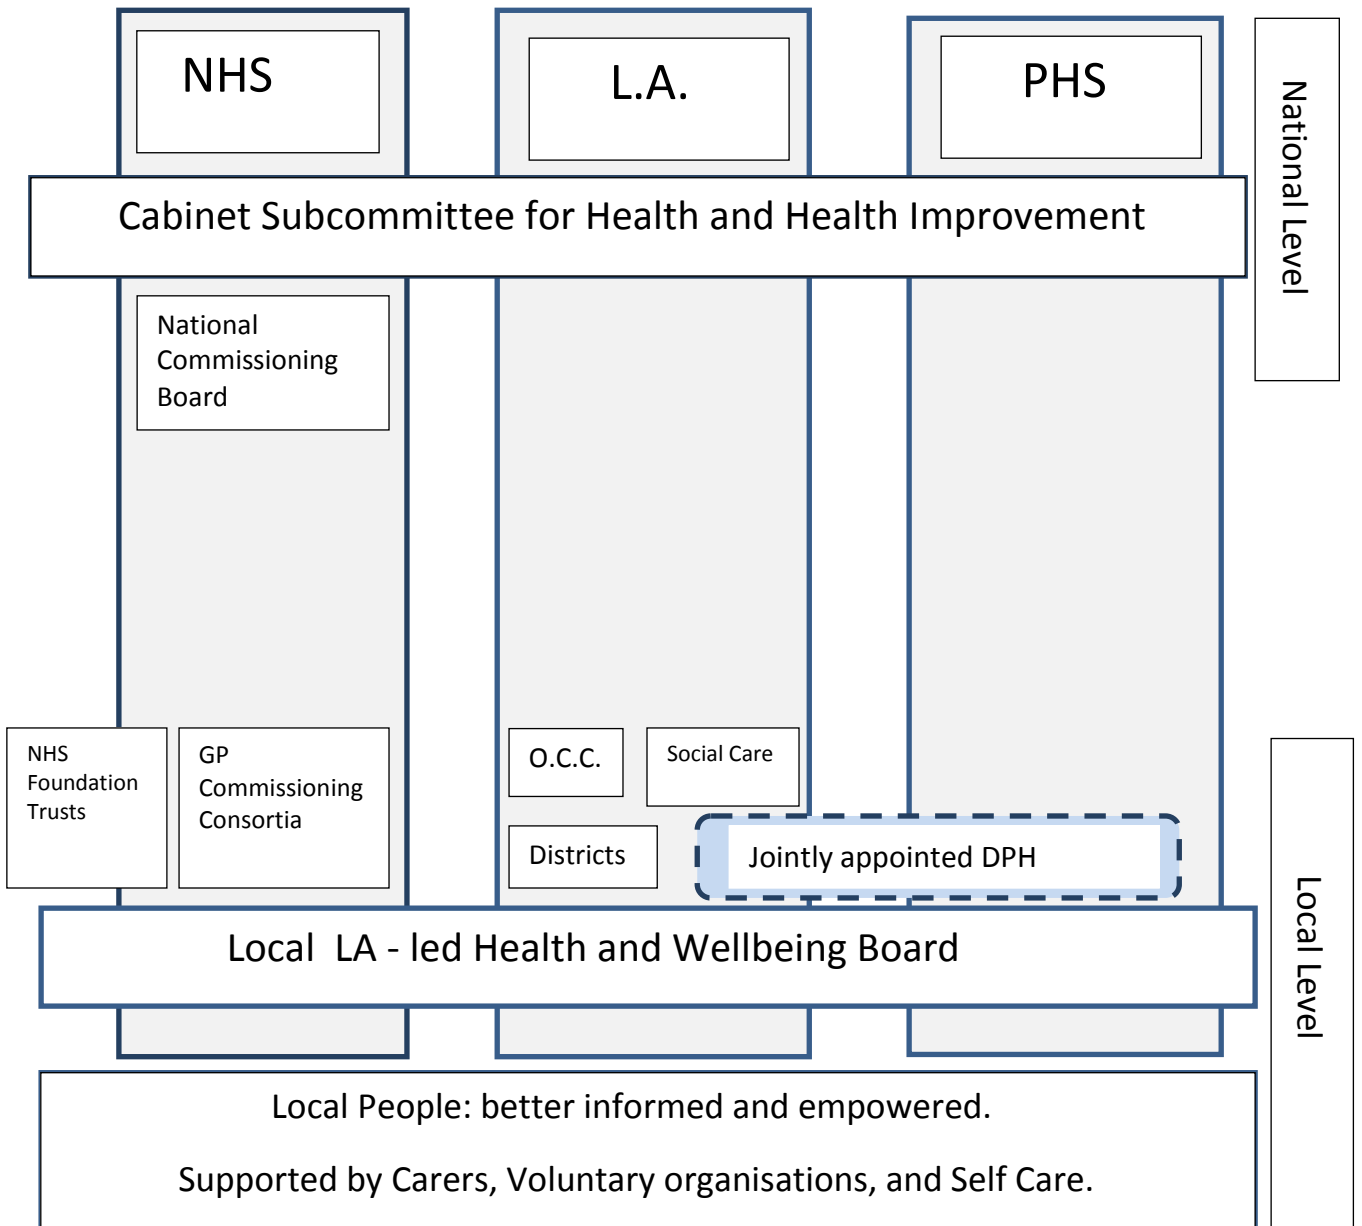 NHS
L.A.
PHS
National Level
Cabinet Subcommittee for Health and Health Improvement
National
Commissioning
Board
NHS
Foundation
Trusts
GP
Commissioning
Consortia
O.C.C.
Social Care
Districts
Jointly appointed DPH
Local Level
Local  LA - led Health and Wellbeing Board
Local People: better informed and empowered.
Supported by Carers, Voluntary organisations, and Self Care.